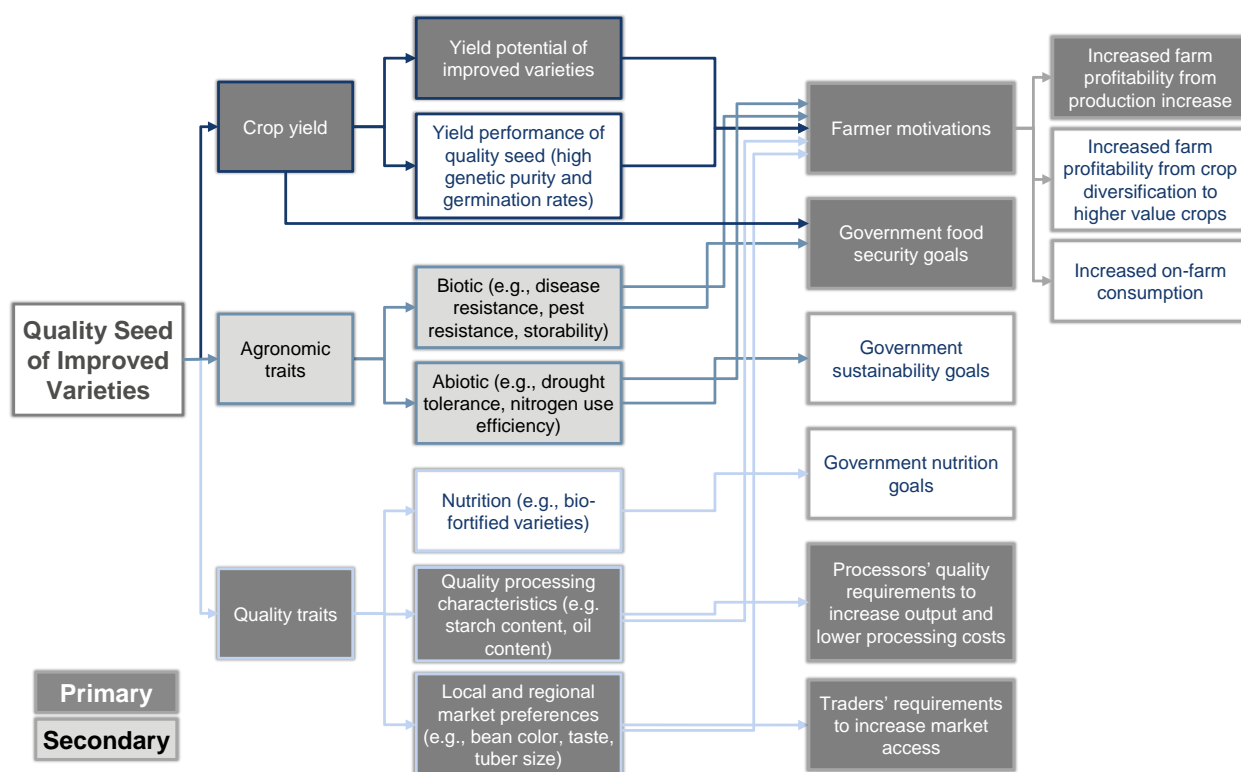 Quality Seed
of Improved
Varieties
Crop yield
Agronomic
traits
Quality traits
Yield potential of
improved varieties
Yield performance of
quality seed (high
genetic purity and
germination rates)
Biotic (e.g., disease
resistance, pest
resistance, storability)
Abiotic (e.g., drought
tolerance, nitrogen use
efficiency)
Nutrition (e.g., bio-
fortified varieties)
Quality processing
characteristics (e.g.
starch content, oil
content)
Local and regional
market preferences
(e.g., bean color, taste,
tuber size)
Farmer motivations
Government food
security goals
Government
sustainability goals
Government nutrition
goals
Processors’ quality
requirements to
increase output and
lower processing costs
Traders’ requirements
to increase market
access
Increased farm
profitability from
production increase
Increased farm
profitability from crop
diversification to
higher value crops
Increased on-farm
consumption
Primary
Secondary